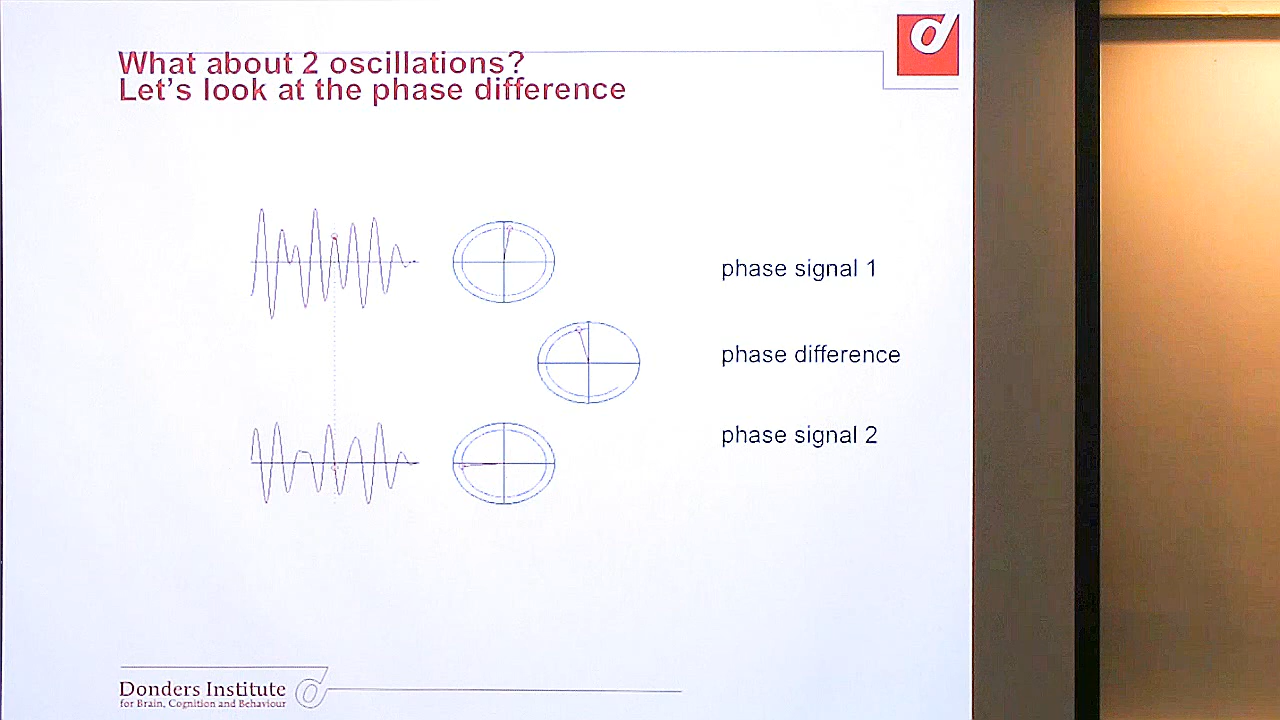 What about 2 oscillations?
Let's look at the phase difference
phase signal 1
phase difference
phase signal 2
Donders Institute
for Brain, Cognition and Behaviour